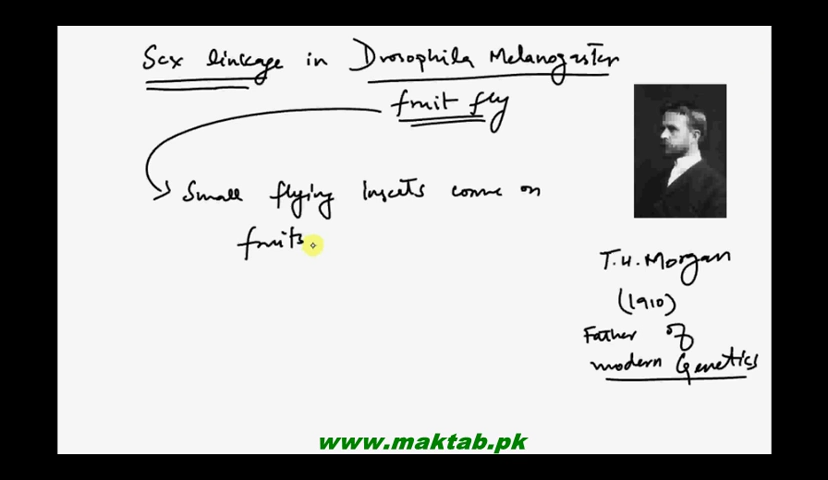 Sex linkage in Drosophila Melanogaster
fruit fly
Small flying Insects come on
fruits
T.H. Morgan
(1910)
Father of
modern Genetics
www.maktab.pk